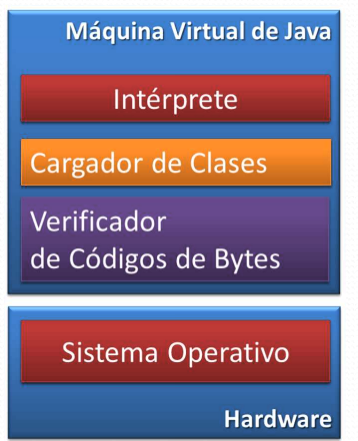 Máquina Virtual de Java
Intérprete
Cargador de Clases
Verificador
de Códigos de Bytes
Sistema Operativo
Hardware